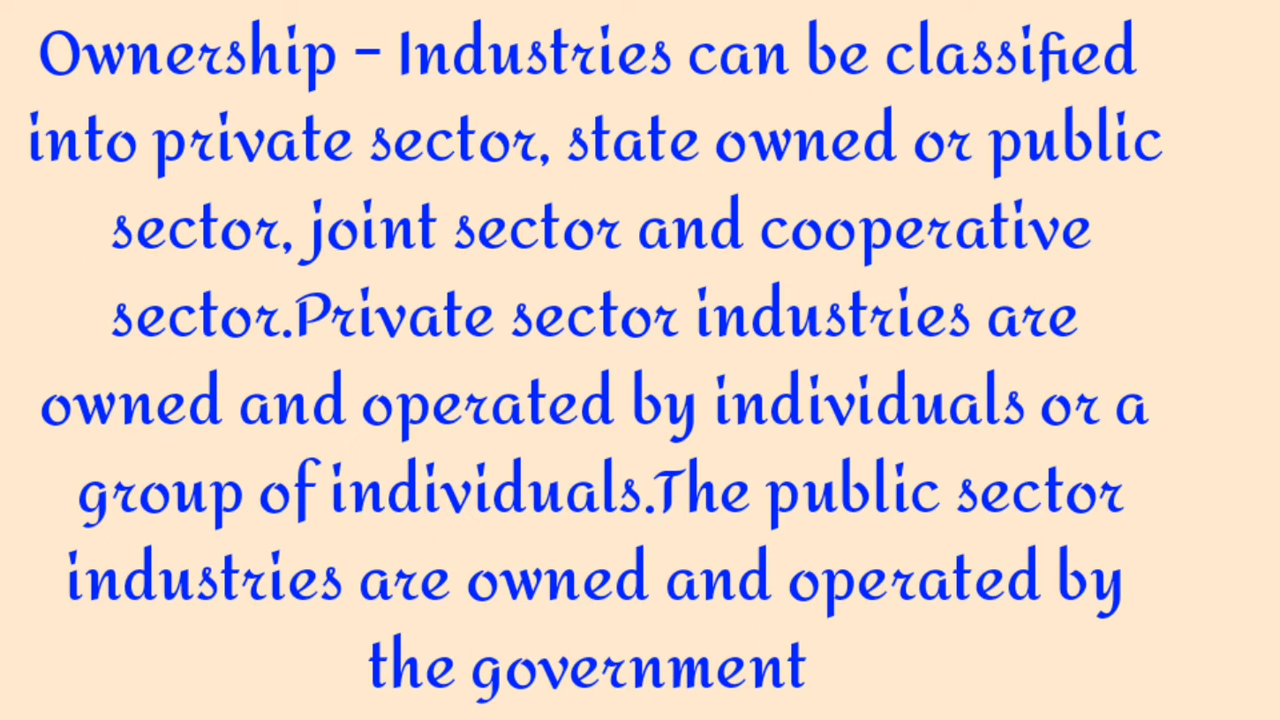 Ownership - Industries can be classified
into private sector, state owned or public
sector, joint sector and cooperative
sector.Private sector industries are
owned and operated by individuals or a
group of individuals.The public sector
industries are owned and operated by
the government